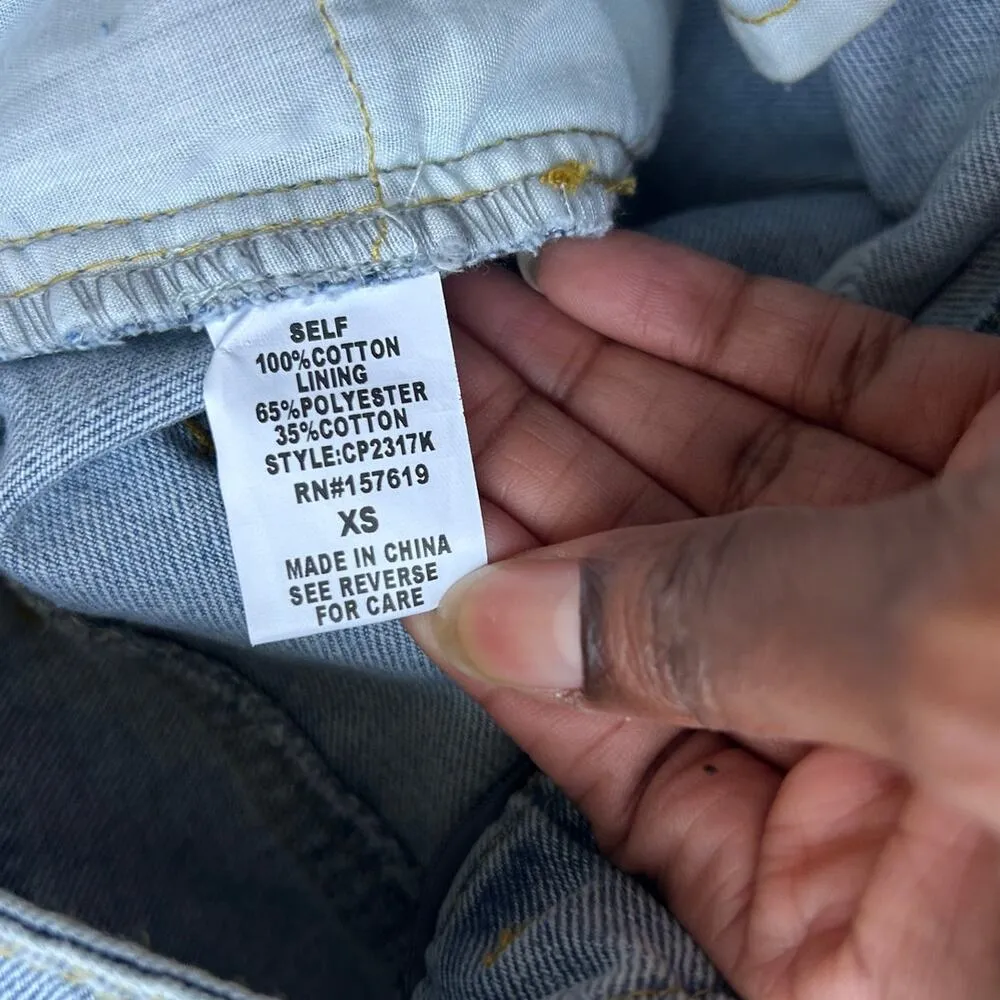 SELF
100%COTTON
LINING
65%POLYESTER
35%COTTON
STYLE:CP2317K
RN#157619
XS
MADE IN CHINA
SEE REVERSE
FOR CARE